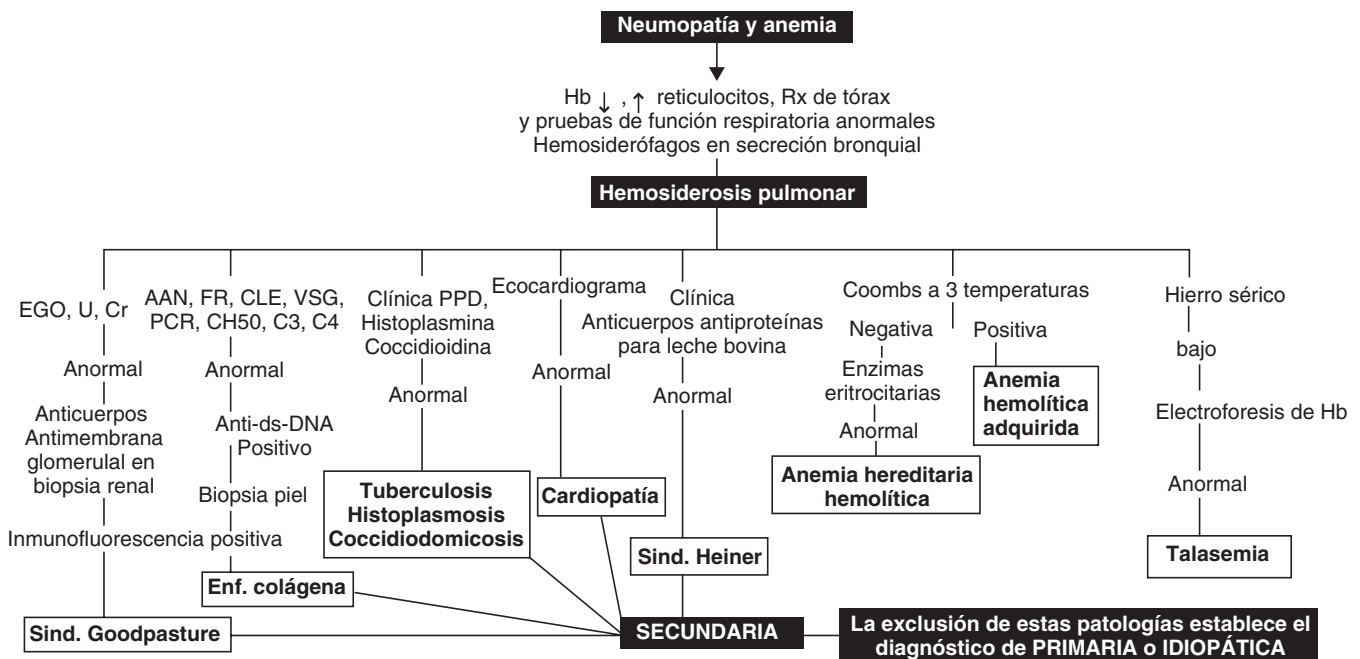 Neumopatía y anemia
Hb ↓ , ↑ reticulocitos, Rx de tórax
y pruebas de función respiratoria anormales
Hemosiderófagos en secreción bronquial
Hemosiderosis pulmonar
EGO, U, Cr
Anormal
Anticuerpos
Antimembrana
glomerulal en
biopsia renal
Inmunofluorescencia positiva
Sind. Goodpasture
AAN, FR, CLE, VSG,
PCR, CH50, C3, C4
Anormal
Anti-ds-DNA
Positivo
Biopsia piel
Enf. colágena
Clínica PPD,
Histoplasmina
Coccidioidina
Anormal
Tuberculosis
Histoplasmosis
Coccidiodomicosis
Ecocardiograma
Anormal
Cardiopatía
Clínica
Anticuerpos antiproteínas
para leche bovina
Anormal
Sind. Heiner
Coombs a 3 temperaturas
Negativa
Enzimas
eritrocitarias
Anormal
Anemia hereditaria
hemolítica
Positiva
Anemia
hemolítica
adquirida
Hierro sérico
bajo
Electroforesis de Hb
Anormal
Talasemia
SECUNDARIA
La exclusión de estas patologías establece el
diagnóstico de PRIMARIA o IDIOPÁTICA